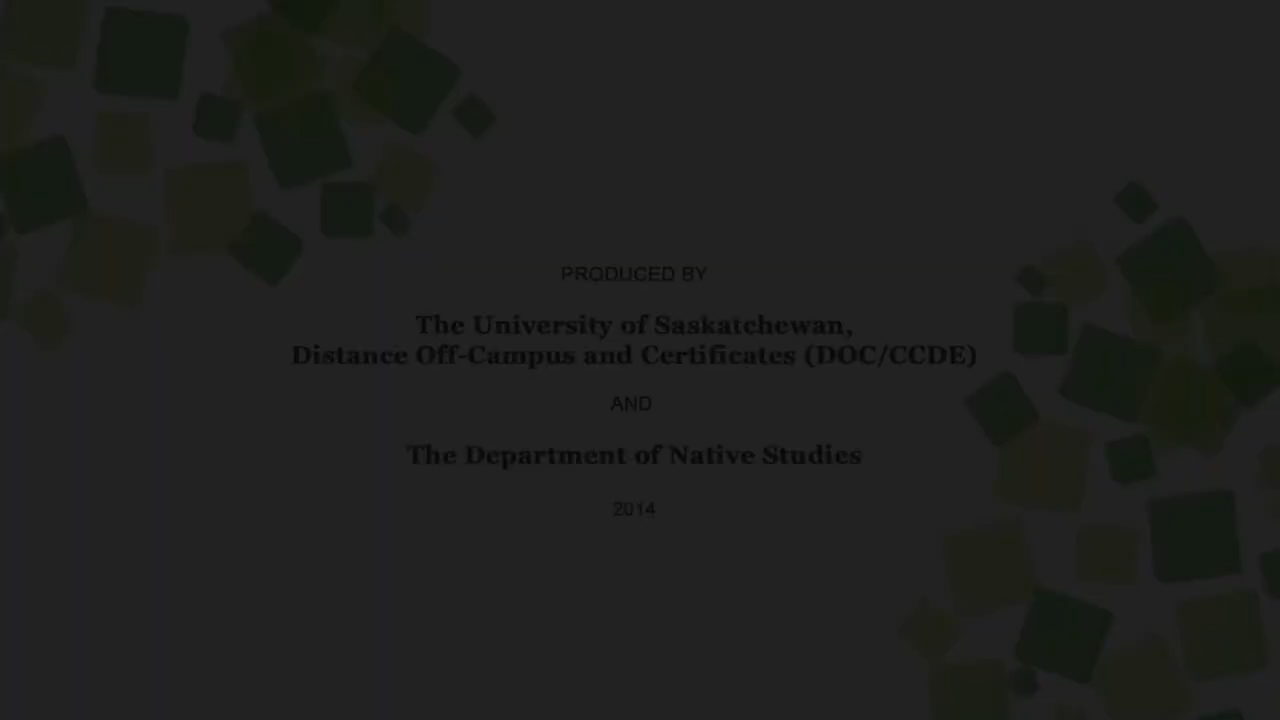 PRODUCED BY
The University of Saskatchewan,
Distance Off-Campus and Certificates (DOC/CCDE)
AND
The Department of Native Studies
2014